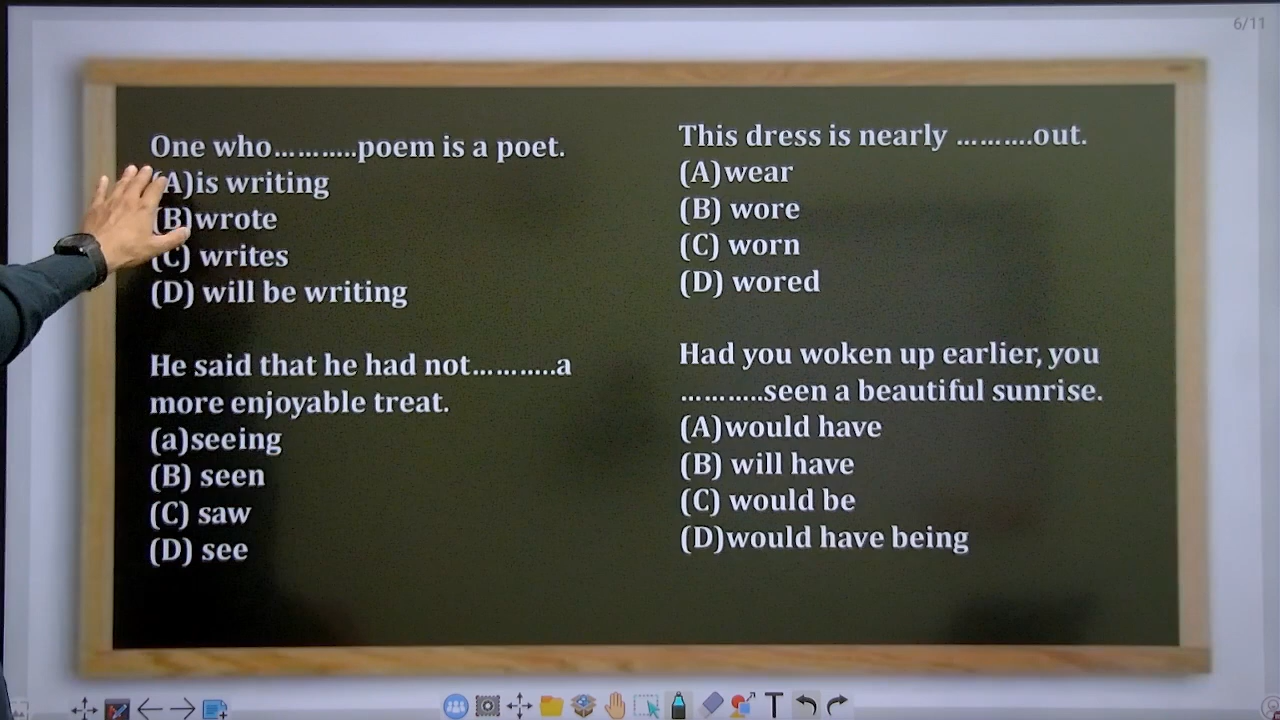 6/11
One who………..poem is a poet.
(A)is writing
(B)wrote
(C) writes
(D) will be writing
He said that he had not………..a
more enjoyable treat.
(a)seeing
(B) seen
(C) saw
(D) see
This dress is nearly ……….out.
(A)wear
(B) wore
(C) worn
(D) wored
Had you woken up earlier, you
………..seen a beautiful sunrise.
(A)would have
(B) will have
(C) would be
(D)would have being
T